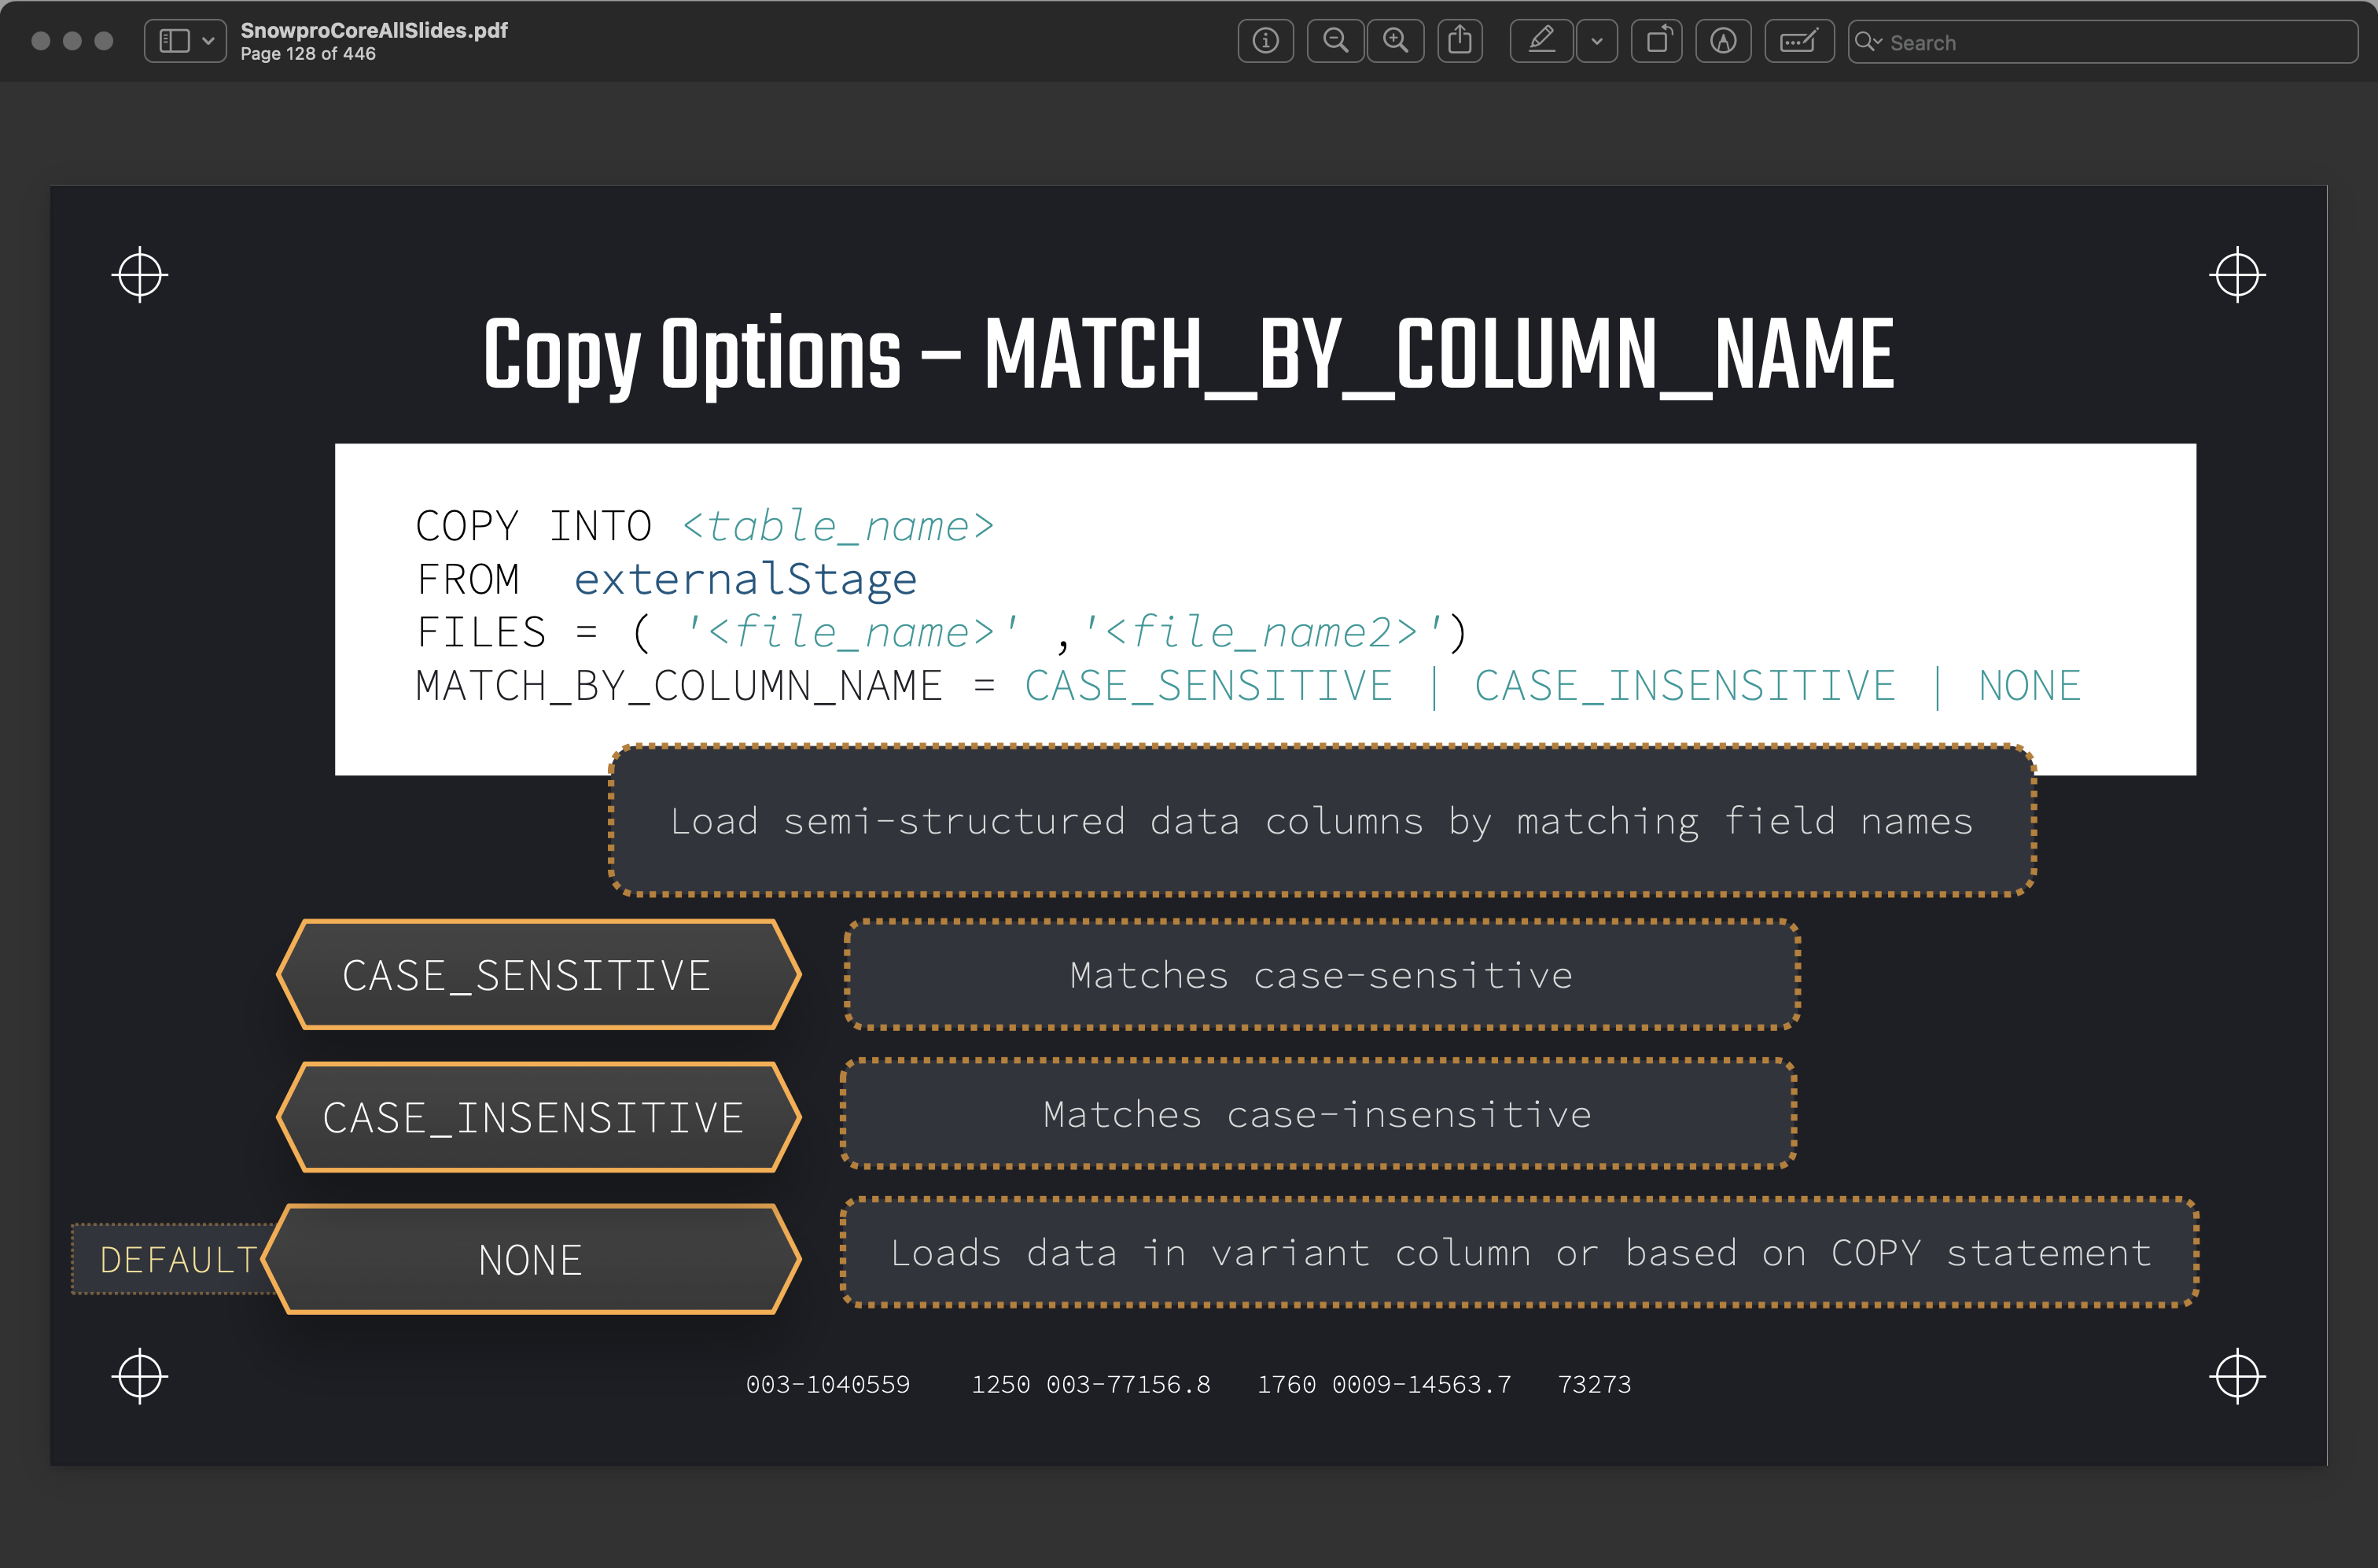 SnowproCoreAllSlides.pdf
Page 128 of 446
Search
Copy Options – MATCH_BY_COLUMN_NAME
COPY INTO <table_name>
FROM  externalStage
FILES = ( '<file_name>' ,'<file_name2>')
MATCH_BY_COLUMN_NAME = CASE_SENSITIVE | CASE_INSENSITIVE | NONE
Load semi-structured data columns by matching field names
CASE_SENSITIVE
Matches case-sensitive
CASE_INSENSITIVE
Matches case-insensitive
DEFAULT
NONE
Loads data in variant column or based on COPY statement
003-1040559 1250 003-77156.8 1760 0009-14563.7 73273